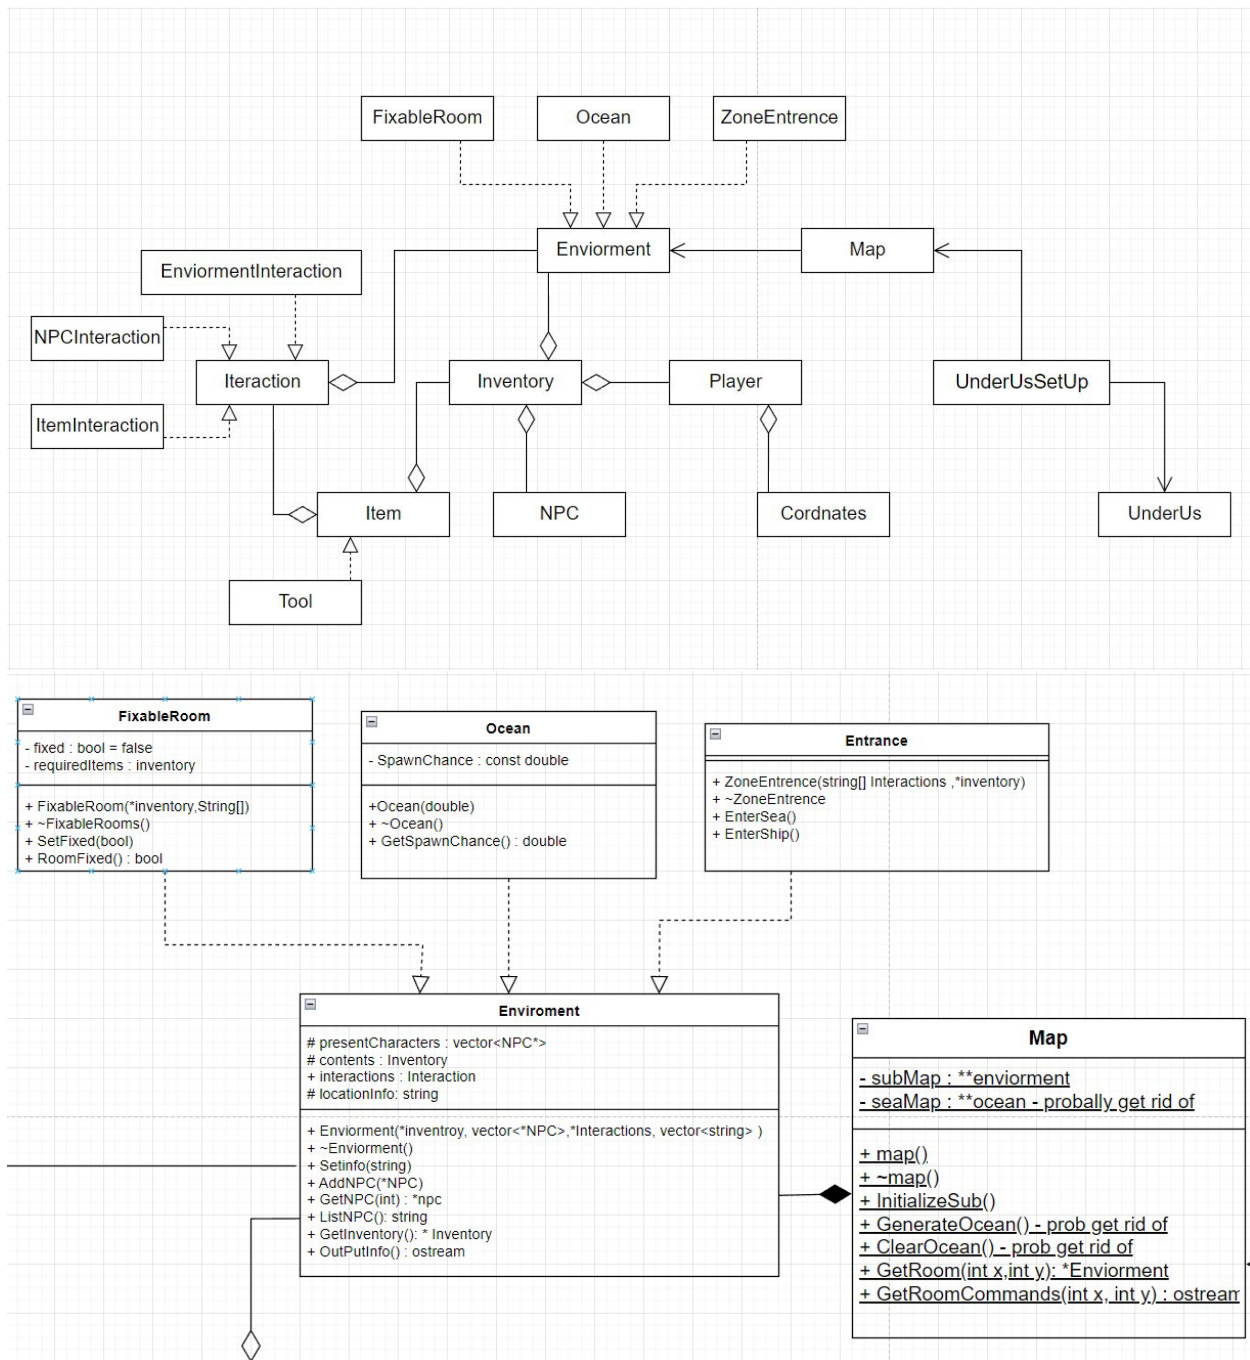 FixableRoom
Ocean
ZoneEntrence
Enviorment
Map
EnviormentInteraction
NPCInteraction
Iteraction
Inventory
Player
UnderUsSetUp
ItemInteraction
Item
NPC
Cordnates
UnderUs
Tool
FixableRoom
- fixed : bool = false
- requiredItems : inventory
+ FixableRoom(*inventory,String[])
+ ~FixableRooms()
+ SetFixed(bool)
+ RoomFixed() : bool
Ocean
- SpawnChance : const double
+Ocean(double)
+ ~Ocean()
+ GetSpawnChance() : double
Entrance
+ ZoneEntrence(string[] Interactions ,*inventory)
+ ~ZoneEntrence
+ EnterSea()
+ EnterShip()
Enviroment
# presentCharacters : vector<NPC*>
# contents : Inventory
+ interactions : Interaction
# locationInfo: string
+ Enviorment(*inventroy, vector<*NPC>,*Interactions, vector<string> )
+ ~Enviorment()
+ Setinfo(string)
+ AddNPC(*NPC)
+ GetNPC(int) : *npc
+ ListNPC(): string
+ GetInventory(): * Inventory
+ OutPutInfo() : ostream
Map
- subMap : **enviorment
- seaMap : **ocean - probally get rid of
+ map()
+ ~map()
+ InitializeSub()
+ GenerateOcean() - prob get rid of
+ ClearOcean() - prob get rid of
+ GetRoom(int x,int y): *Enviorment
+ GetRoomCommands(int x, int y) : ostream